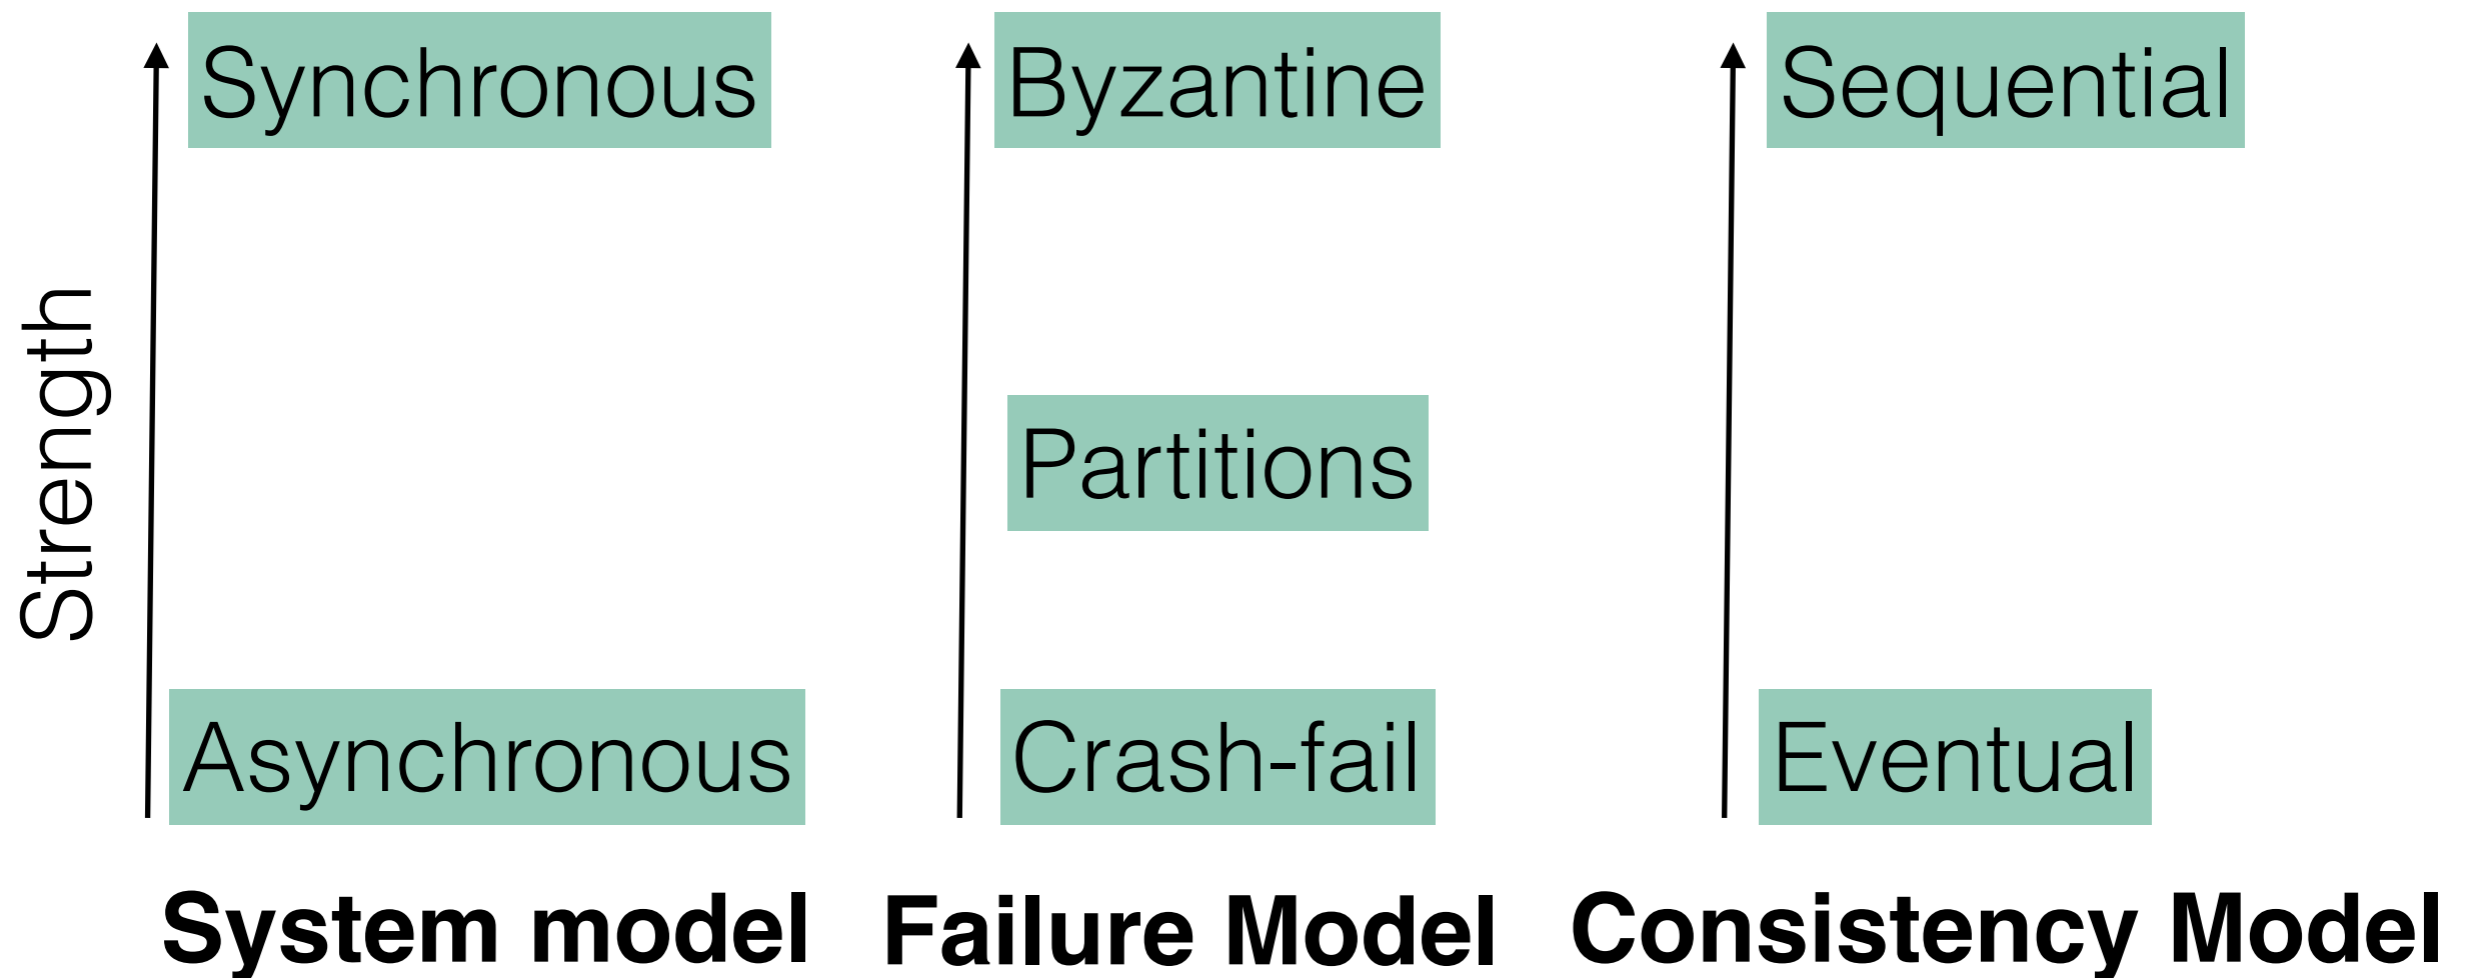 Strength
Synchronous
Byzantine
Sequential
Partitions
Asynchronous
Crash-fail
Eventual
System model
Failure Model
Consistency Model